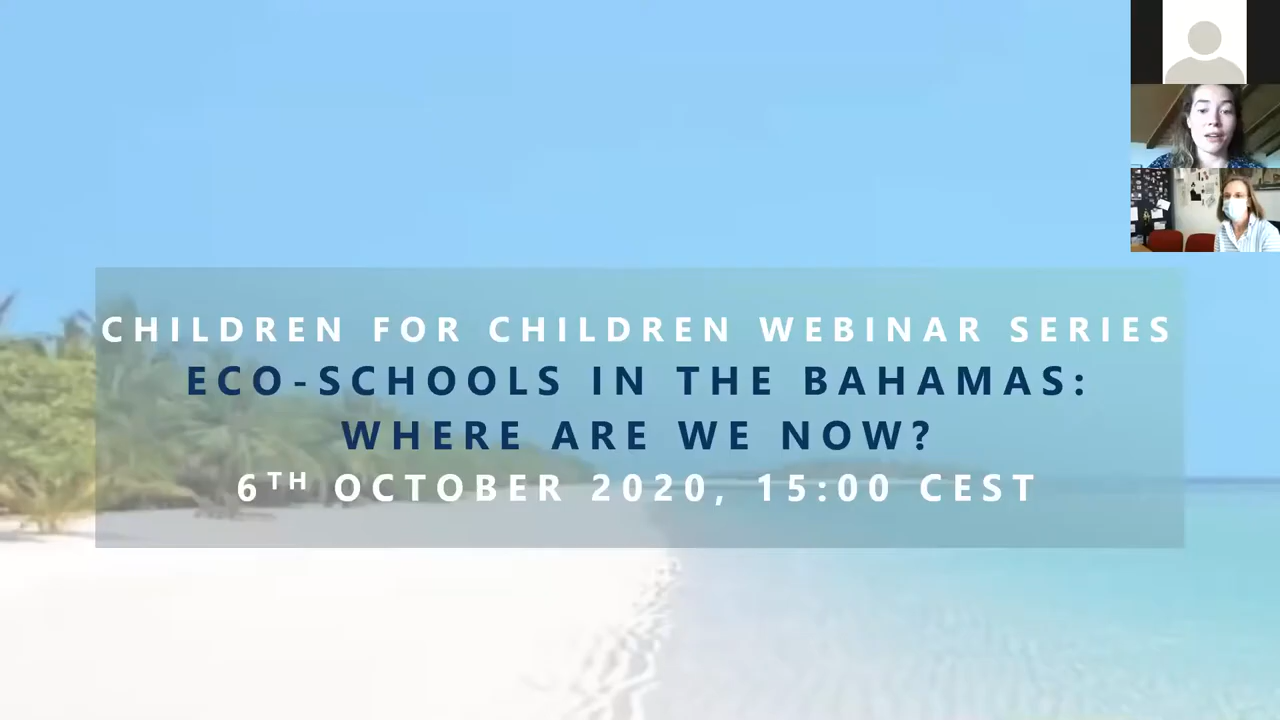 CHILDREN FOR CHILDREN WEBINAR SERIES
ECO-SCHOOLS IN THE BAHAMAS:
WHERE ARE WE NOW?
6TH OCTOBER 2020, 15:00 CEST